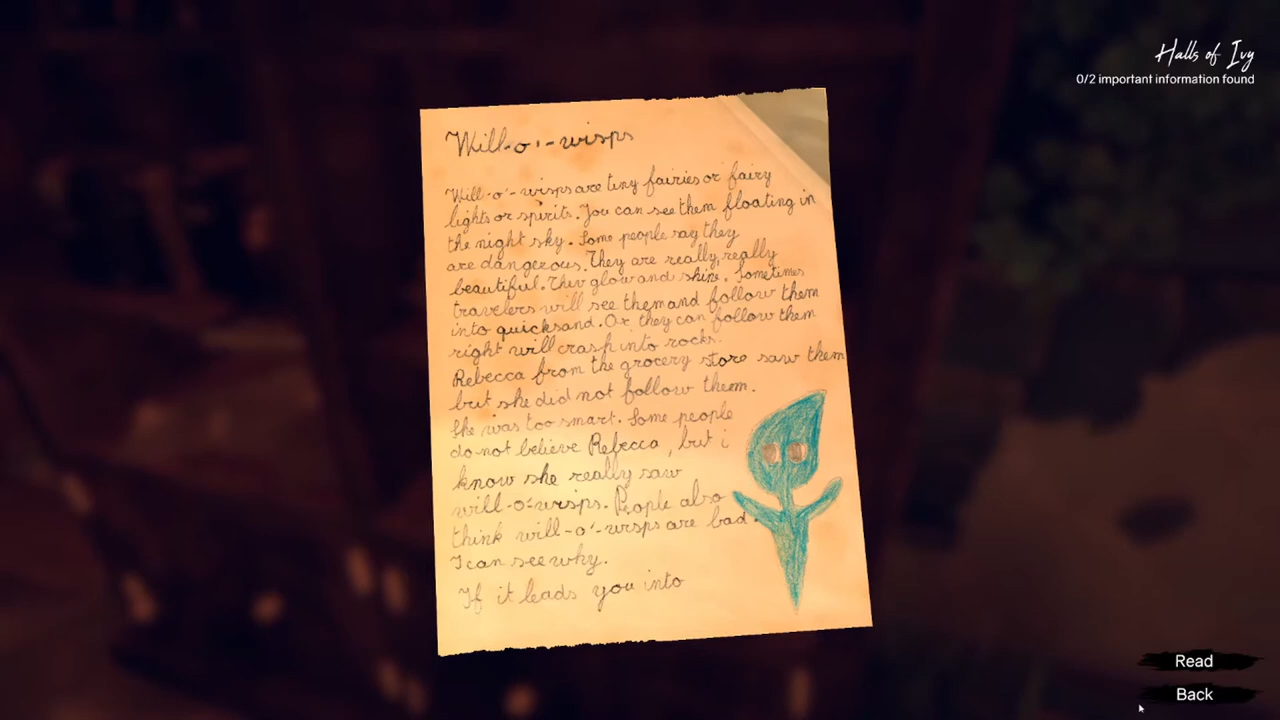 Halls of Ivy
0/2 important information found
Will-o'-wisps
Will-o'-wisps are tiny fairies or fairy
lights or spirits. You can see them floating in
the night sky. Some people say they
are dangerous. They are really, really
beautiful. They glow and shine. Sometimes
travelers will see them and follow them
into quicksand. Or they can follow them
right will crash into rocks.
Rebecca from the grocery store saw them
but she did not follow them.
She was too smart. Some people
do not believe Rebecca, but i
know she really saw
will-o'-wisps. People also
think will-o'-wisps are bad.
I can see why.
If it leads you into
Read
Back